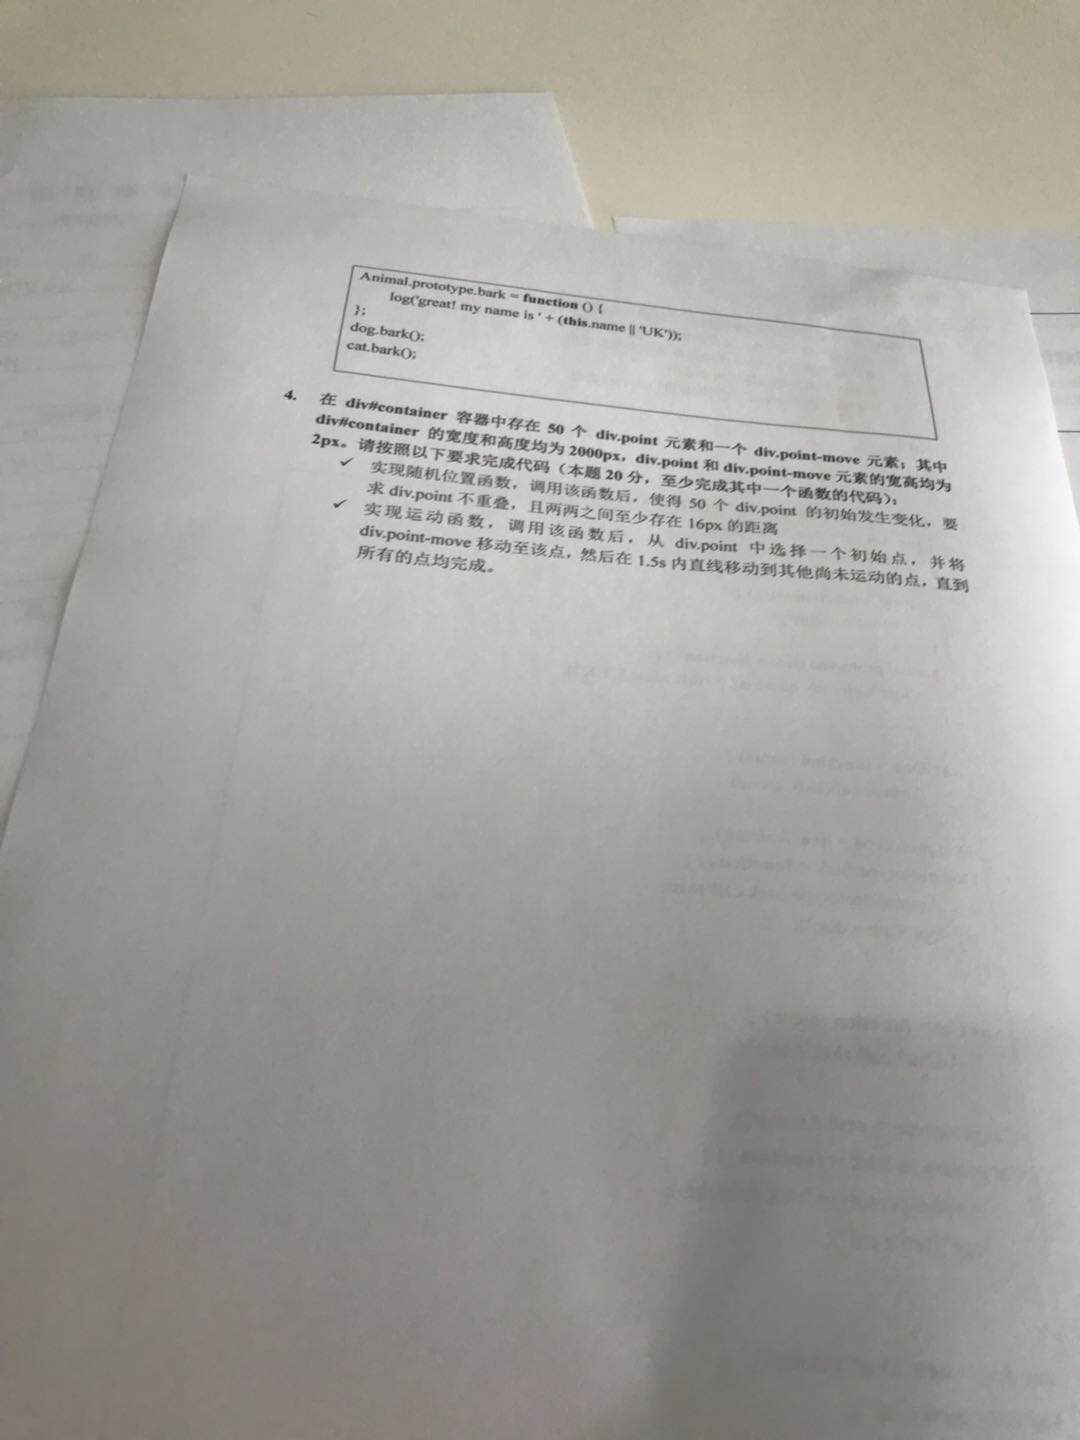 Animal.prototype.bark = function () {
log('great! my name is ' + (this.name || 'UK'));
};
dog.bark();
cat.bark();
4. 在 div#container 容器中存在 50 个 div.point 元素和一个 div.point-move 元素；其中
div#container 的宽度和高度均为 2000px，div.point 和 div.point-move 元素的宽高均为
2px。请按照以下要求完成代码（本题 20 分，至少完成其中一个函数的代码）：
✓ 实现随机位置函数，调用该函数后，使得 50 个 div.point 的初始发生变化，要
求 div.point 不重叠，且两两之间至少存在 16px 的距离
✓ 实现运动函数，调用该函数后，从 div.point 中选择一个初始点，并将
div.point-move 移动至该点，然后在 1.5s 内直线移动到其他尚未运动的点，直到
所有的点均完成。